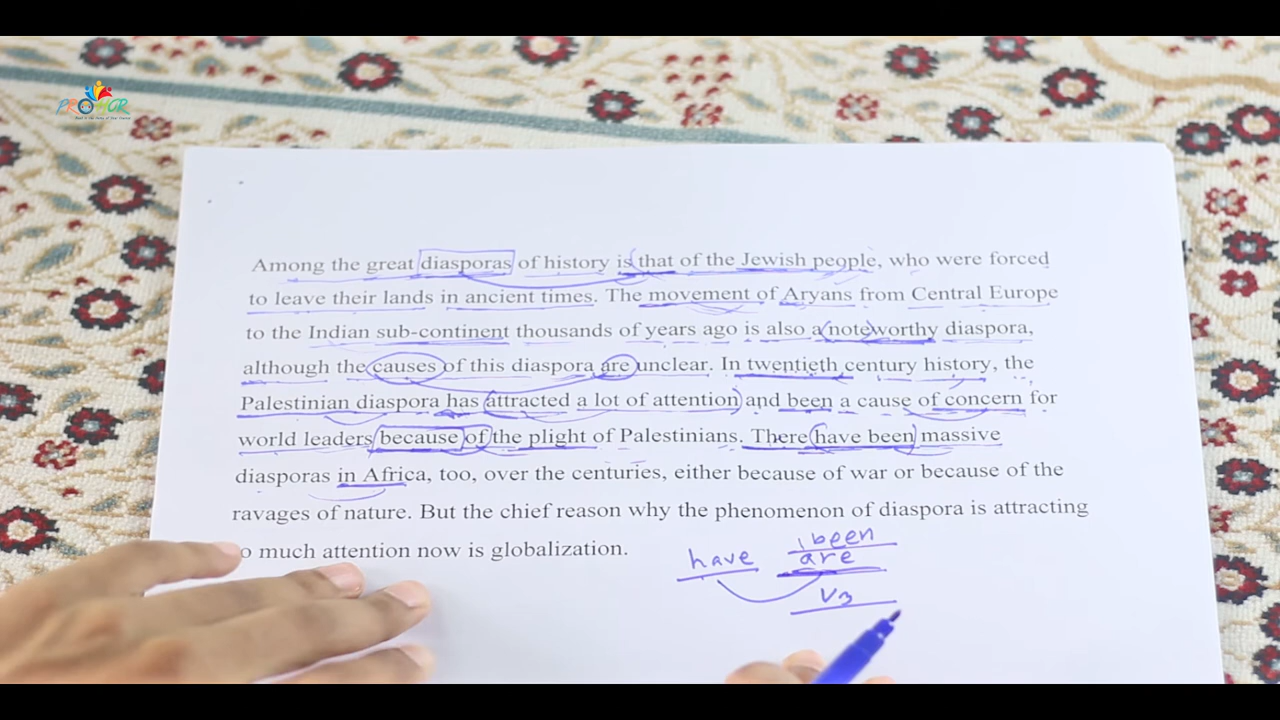 PROMOR
Among the great diasporas of history is that of the Jewish people, who were forced
to leave their lands in ancient times. The movement of Aryans from Central Europe
to the Indian sub-continent thousands of years ago is also a noteworthy diaspora,
although the causes of this diaspora are unclear. In twentieth century history, the
Palestinian diaspora has attracted a lot of attention and been a cause of concern for
world leaders because of the plight of Palestinians. There have been massive
diasporas in Africa, too, over the centuries, either because of war or because of the
ravages of nature. But the chief reason why the phenomenon of diaspora is attracting
o much attention now is globalization.
been
have are
V3